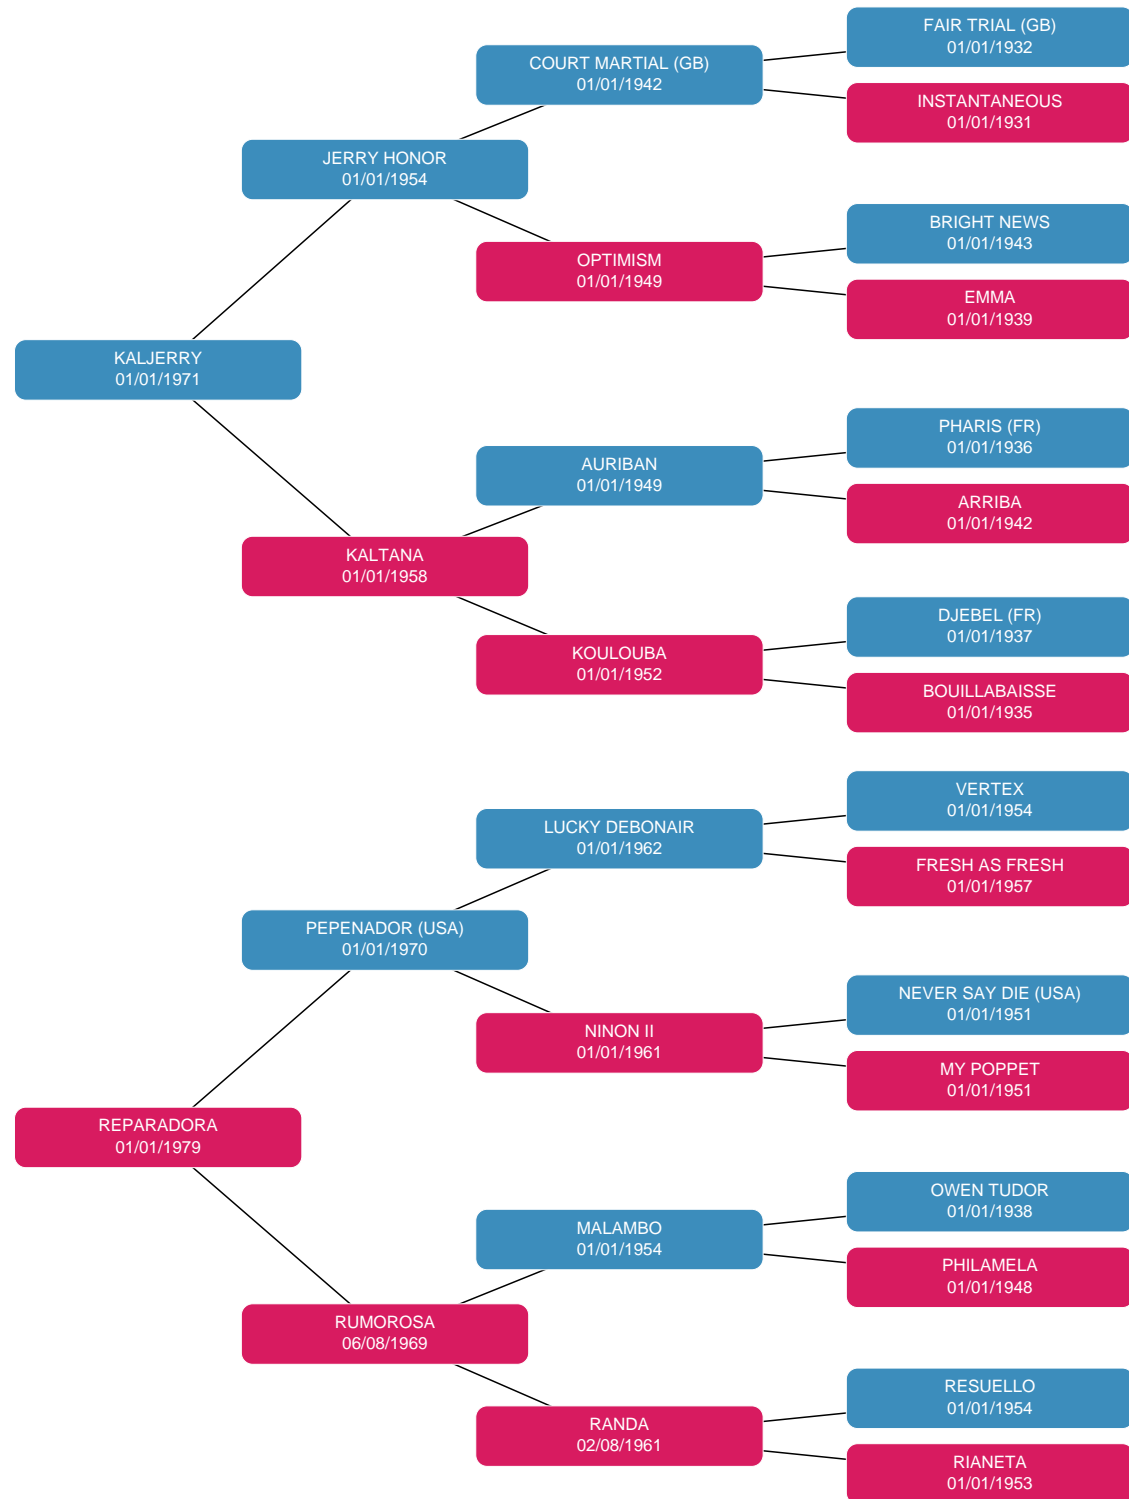 FAIR TRIAL (GB)
01/01/1932
COURT MARTIAL (GB)
01/01/1942
INSTANTANEOUS
01/01/1931
JERRY HONOR
01/01/1954
BRIGHT NEWS
01/01/1943
OPTIMISM
01/01/1949
EMMA
01/01/1939
KALJERRY
01/01/1971
PHARIS (FR)
01/01/1936
AURIBAN
01/01/1949
ARRIBA
01/01/1942
KALTANA
01/01/1958
DJEBEL (FR)
01/01/1937
KOULOUBA
01/01/1952
BOUILLABAISSE
01/01/1935
VERTEX
01/01/1954
LUCKY DEBONAIR
01/01/1962
FRESH AS FRESH
01/01/1957
PEPENADOR (USA)
01/01/1970
NEVER SAY DIE (USA)
01/01/1951
NINON II
01/01/1961
MY POPPET
01/01/1951
REPARADORA
01/01/1979
OWEN TUDOR
01/01/1938
MALAMBO
01/01/1954
PHILAMELA
01/01/1948
RUMOROSA
06/08/1969
RESUELLO
01/01/1954
RANDA
02/08/1961
RIANETA
01/01/1953